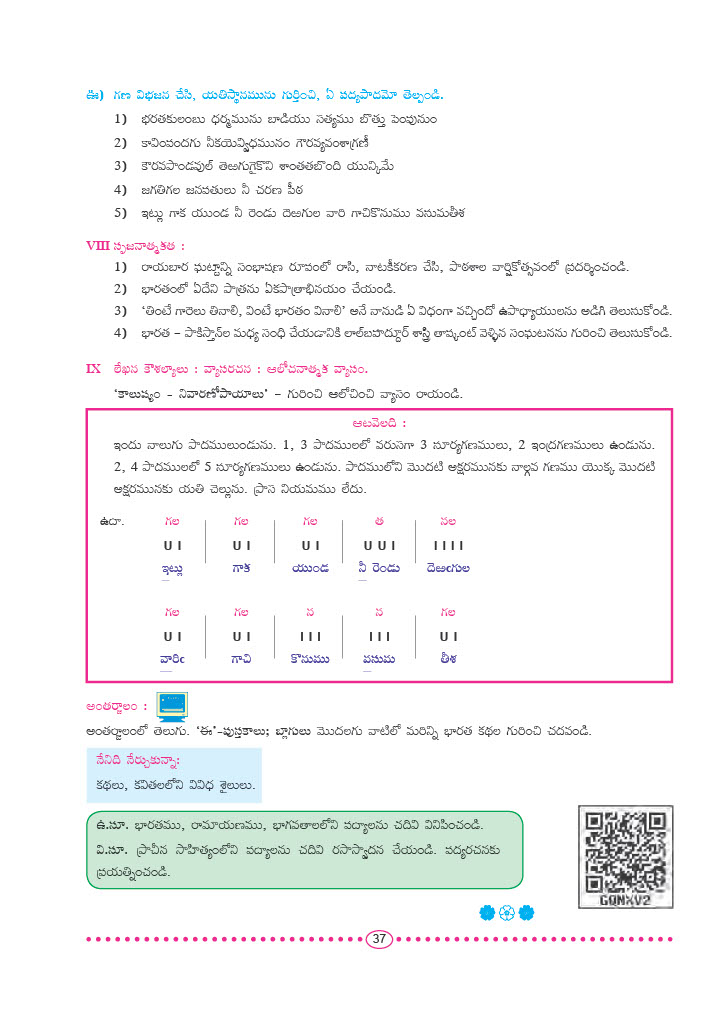 ఊ) గణ విభజన చేసి, యతిస్థానమును గుర్తించి, ఏ పద్యపాదమో తెల్పండి.
1) భరతకులంబు ధర్మమును బాడియు సత్యము బొత్తు పెంపునుం
2) కావింపందగు నీకయెవ్విధమునం గౌరవ్యవంశాగ్రణీ
3) కౌరవపాండవుల్ తెఱగుగైకొని శాంతతబొంది యున్కిమే
4) జగతిగల జనపతులు నీ చరణ పీఠ
5) ఇట్లు గాక యుండ నీ రెండు దెఱగుల వారి గాచికొనుము వసుమతీశ
VIII సృజనాత్మకత :
1) రాయబార ఘట్టాన్ని సంభాషణ రూపంలో రాసి, నాటకీకరణ చేసి, పాఠశాల వార్షికోత్సవంలో ప్రదర్శించండి.
2) భారతంలో ఏదేని పాత్రను ఏకపాత్రాభినయం చేయండి.
3) ‘తింటే గారెలు తినాలి, వింటే భారతం వినాలి’ అనే నానుడి ఏ విధంగా వచ్చిందో ఉపాధ్యాయులను అడిగి తెలుసుకోండి.
4) భారత – పాకిస్తాన్‌ల మధ్య సంధి చేయడానికి లాల్‌బహద్దూర్ శాస్త్రి తాష్కంట్ వెళ్ళిన సంఘటనను గురించి తెలుసుకోండి.
IX లేఖన కౌశల్యాలు : వ్యాసరచన : ఆలోచనాత్మక వ్యాసం.
‘కాలుష్యం – నివారణోపాయాలు’ – గురించి ఆలోచించి వ్యాసం రాయండి.
ఆటవెలది :
ఇందు నాలుగు పాదములుండును. 1, 3 పాదములలో వరుసగా 3 సూర్యగణములు, 2 ఇంద్రగణములు ఉండును.
2, 4 పాదములలో 5 సూర్యగణములు ఉండును. పాదములోని మొదటి అక్షరమునకు నాల్గవ గణము యొక్క మొదటి
అక్షరమునకు యతి చెల్లును. ప్రాస నియమము లేదు.
ఉదా. గల గల గల త నల
U I U I U I U U I I I I I
ఇట్లు గాక యుండ నీ రెండు దెఱఁగుల
గల గల న న గల
U I U I I I I I I I U I
వారిఁ గాచి కొనుము వసుమ తీశ
అంతర్జాలం :
అంతర్జాలంలో తెలుగు. ‘ఈ’-పుస్తకాలు; బ్లాగులు మొదలగు వాటిలో మరిన్ని భారత కథల గురించి చదవండి.
నేనిది నేర్చుకున్నా:
కథలు, కవితలలోని వివిధ శైలులు.
ఉ.సూ. భారతము, రామాయణము, భాగవతాలలోని పద్యాలను చదివి వినిపించండి.
వి.సూ. ప్రాచీన సాహిత్యంలోని పద్యాలను చదివి రసాస్వాదన చేయండి. పద్యరచనకు
ప్రయత్నించండి.
GQNXV2
37